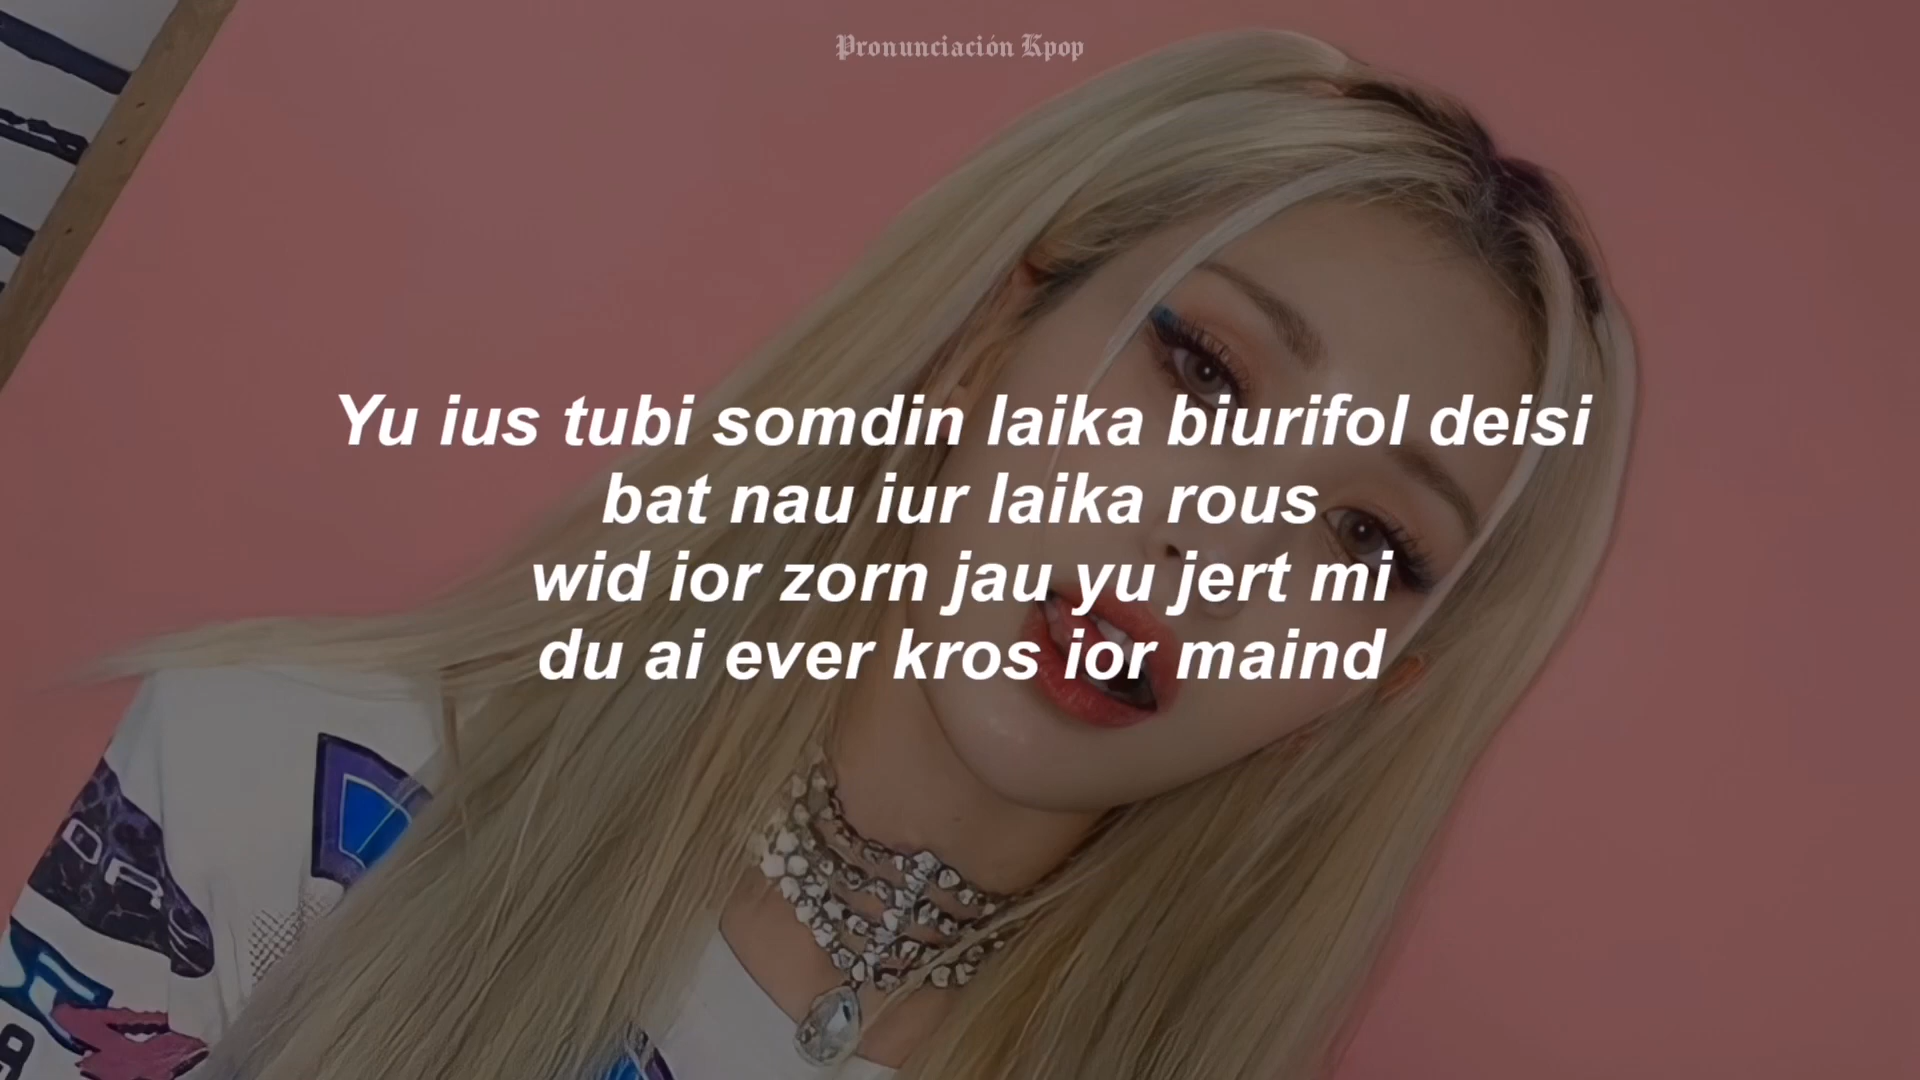 Pronunciación Kpop
Yu ius tubi somdin laika biurifol deisi
bat nau iur laika rous
wid ior zorn jau yu jert mi
du ai ever kros ior maind